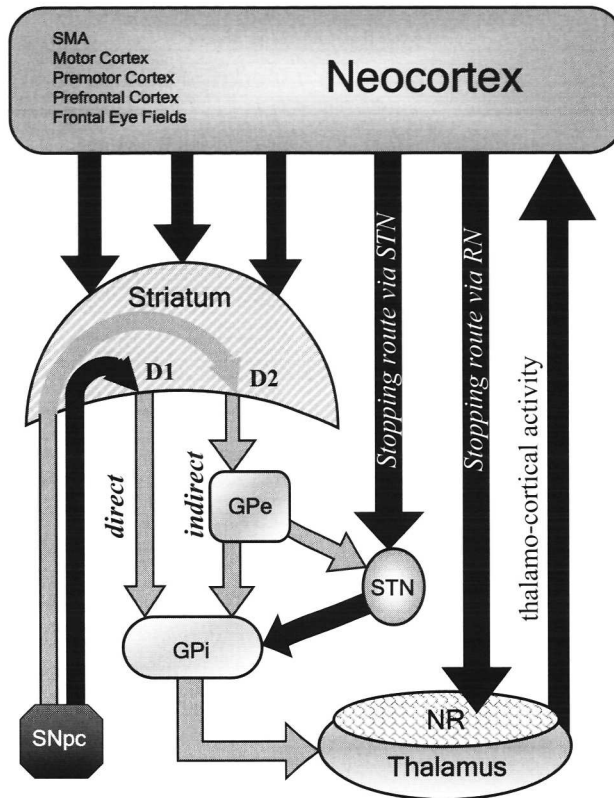 SMA
Motor Cortex
Premotor Cortex
Prefrontal Cortex
Frontal Eye Fields
Neocortex
Striatum
D1
D2
direct
indirect
GPe
STN
GPi
SNpc
Stopping route via STN
Stopping route via RN
thalamo-cortical activity
NR
Thalamus